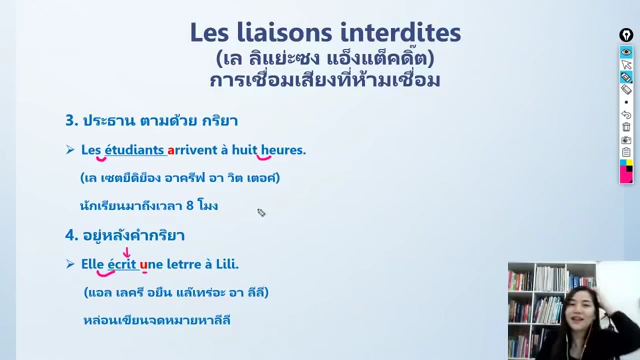 Les liaisons interdites
(เล ลิแย่ะซง แอ็งแต็คดิ๊ต)
การเชื่อมเสียงที่ห้ามเชื่อม
3. ประธาน ตามด้วย กริยา
➢ Les étudiants arrivent à huit heures.
(เล เซตยืดิย็อง อาครีฟ อา วิต เตอค์)
นักเรียนมาถึงเวลา 8 โมง
4. อยู่หลังคำกริยา
➢ Elle écrit une letrre à Lili.
(แอล เลครี อยืน แล๊เทร่อะ อา ลีลี)
หล่อนเขียนจดหมายหาลีลี